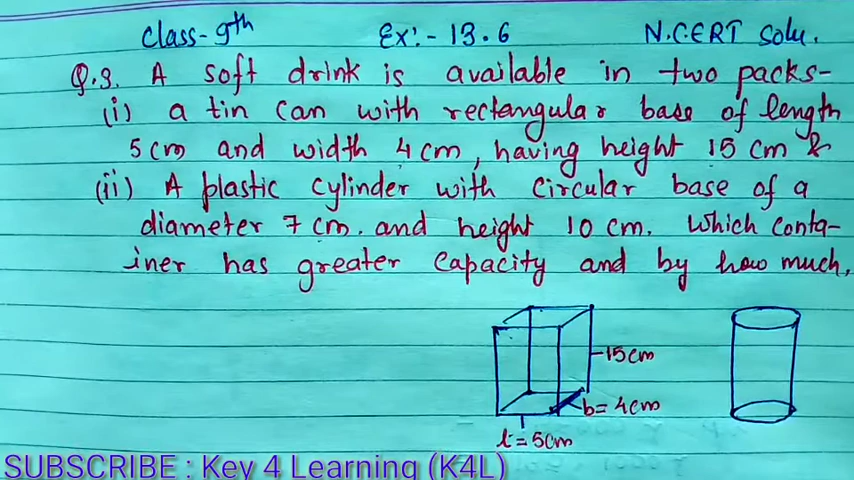 Class-9th Ex:- 13.6 N.CERT Solu.
Q.3. A soft drink is available in two packs-
(i) a tin can with rectangular base of length
5cm and width 4cm, having height 15 cm &
(ii) A plastic cylinder with circular base of a
diameter 7 cm. and height 10 cm. Which conta-
iner has greater capacity and by how much.
15cm
b=4cm
l=5cm
SUBSCRIBE : Key 4 Learning (K4L)